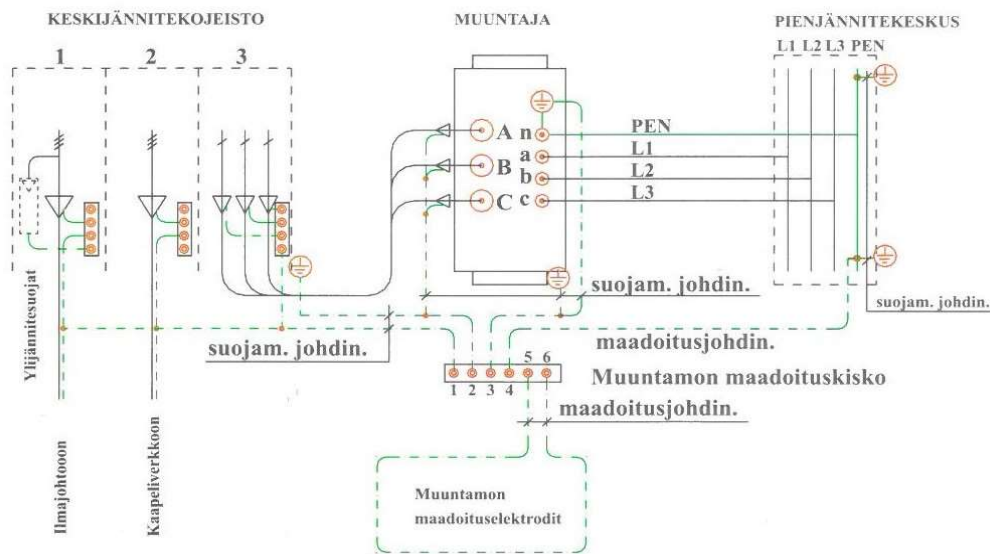 KESKIJÄNNITEKOJEISTO
MUUNTAJA
PIENJÄNNITEKESKUS
1
2
3
L1 L2 L3 PEN
A n
a
B b
C c
PEN
L1
L2
L3
Ylijännitesuojat
suojam. johdin.
suojam. johdin.
suojam. johdin.
maadoitusjohdin.
5 6
1 2 3 4
Muuntamon maadoituskisko
maadoitusjohdin.
Ilmajohtooon
Kaapeliverkkoon
Muuntamon
maadoituselektrodit